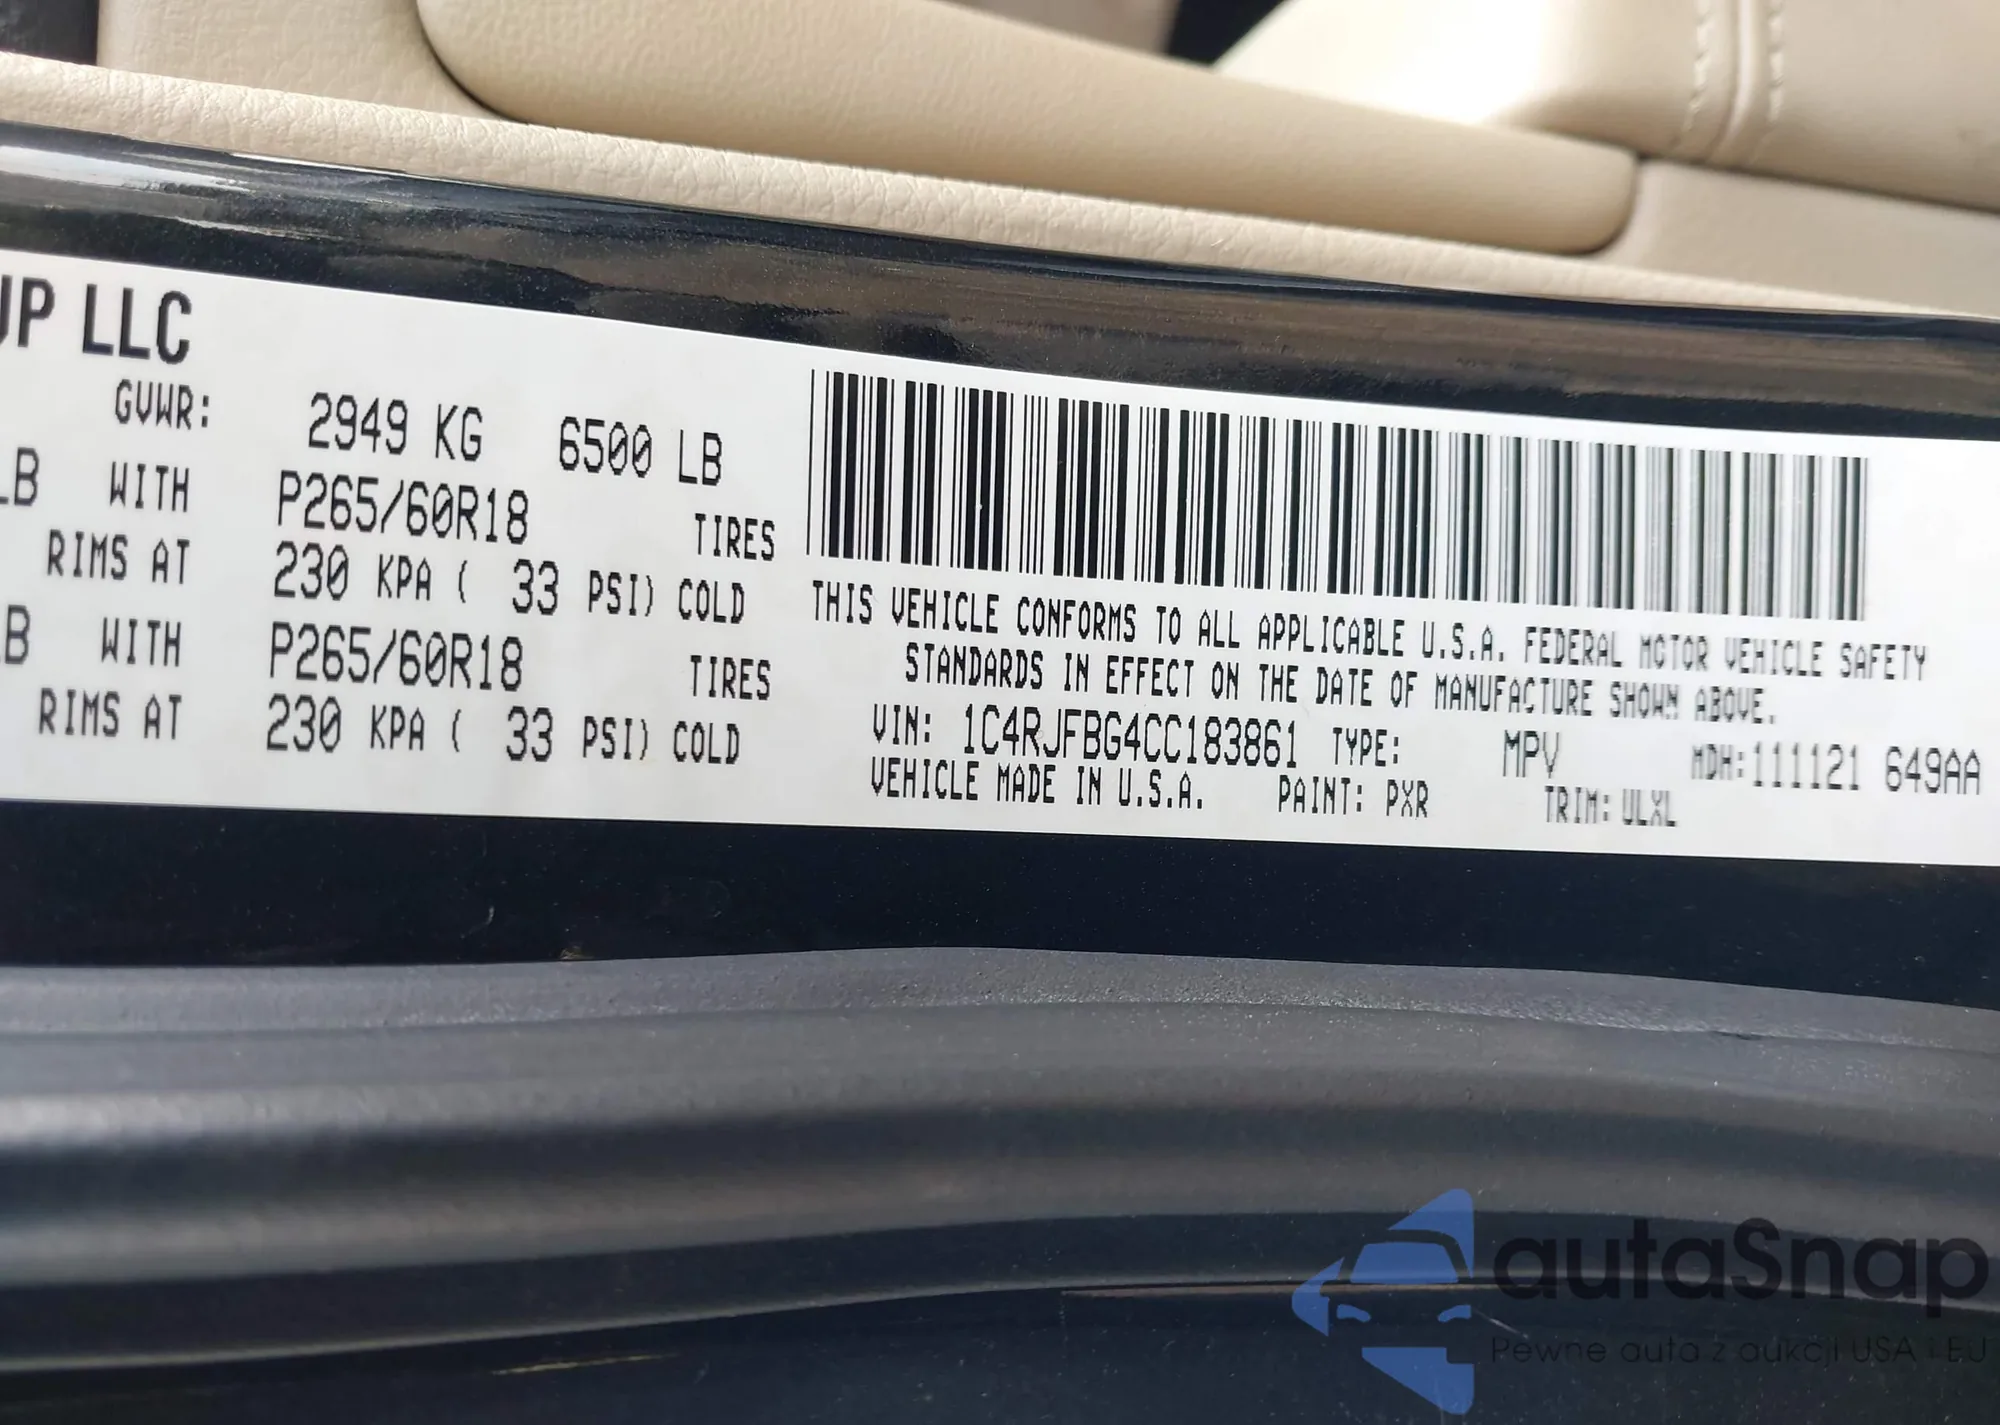 UP LLC
GVWR: 2949 KG 6500 LB
LB WITH P265/60R18 TIRES
RIMS AT 230 KPA ( 33 PSI) COLD
LB WITH P265/60R18 TIRES
RIMS AT 230 KPA ( 33 PSI) COLD
THIS VEHICLE CONFORMS TO ALL APPLICABLE U.S.A. FEDERAL MOTOR VEHICLE SAFETY
STANDARDS IN EFFECT ON THE DATE OF MANUFACTURE SHOWN ABOVE.
VIN: 1C4RJFBG4CC183861 TYPE: MPV MDH:111121 649AA
VEHICLE MADE IN U.S.A. PAINT: PXR TRIM: ULXL
autaSnap
Pewne auta z aukcji USA i EU